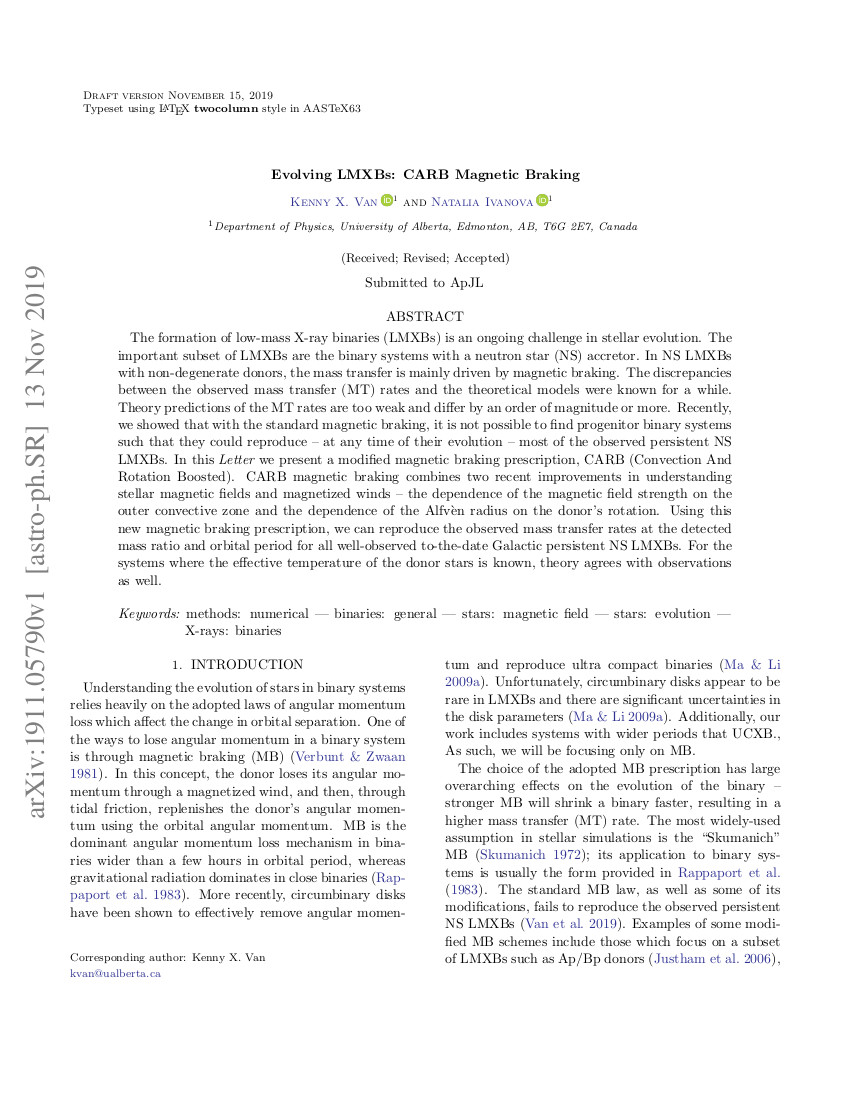 Draft version November 15, 2019
Typeset using LATEX twocolumn style in AASTeX63
Evolving LMXBs: CARB Magnetic Braking
Kenny X. Van iD 1 and Natalia Ivanova iD 1
1 Department of Physics, University of Alberta, Edmonton, AB, T6G 2E7, Canada
(Received; Revised; Accepted)
Submitted to ApJL
ABSTRACT
The formation of low-mass X-ray binaries (LMXBs) is an ongoing challenge in stellar evolution. The
important subset of LMXBs are the binary systems with a neutron star (NS) accretor. In NS LMXBs
with non-degenerate donors, the mass transfer is mainly driven by magnetic braking. The discrepancies
between the observed mass transfer (MT) rates and the theoretical models were known for a while.
Theory predictions of the MT rates are too weak and differ by an order of magnitude or more. Recently,
we showed that with the standard magnetic braking, it is not possible to find progenitor binary systems
such that they could reproduce – at any time of their evolution – most of the observed persistent NS
LMXBs. In this Letter we present a modified magnetic braking prescription, CARB (Convection And
Rotation Boosted). CARB magnetic braking combines two recent improvements in understanding
stellar magnetic fields and magnetized winds – the dependence of the magnetic field strength on the
outer convective zone and the dependence of the Alfvèn radius on the donor's rotation. Using this
new magnetic braking prescription, we can reproduce the observed mass transfer rates at the detected
mass ratio and orbital period for all well-observed to-the-date Galactic persistent NS LMXBs. For the
systems where the effective temperature of the donor stars is known, theory agrees with observations
as well.
Keywords: methods: numerical — binaries: general — stars: magnetic field — stars: evolution —
X-rays: binaries
1. INTRODUCTION
Understanding the evolution of stars in binary systems
relies heavily on the adopted laws of angular momentum
loss which affect the change in orbital separation. One of
the ways to lose angular momentum in a binary system
is through magnetic braking (MB) (Verbunt & Zwaan
1981). In this concept, the donor loses its angular mo-
mentum through a magnetized wind, and then, through
tidal friction, replenishes the donor's angular momen-
tum using the orbital angular momentum. MB is the
dominant angular momentum loss mechanism in bina-
ries wider than a few hours in orbital period, whereas
gravitational radiation dominates in close binaries (Rap-
paport et al. 1983). More recently, circumbinary disks
have been shown to effectively remove angular momen-
Corresponding author: Kenny X. Van
kvan@ualberta.ca
tum and reproduce ultra compact binaries (Ma & Li
2009a). Unfortunately, circumbinary disks appear to be
rare in LMXBs and there are significant uncertainties in
the disk parameters (Ma & Li 2009a). Additionally, our
work includes systems with wider periods that UCXB.,
As such, we will be focusing only on MB.
The choice of the adopted MB prescription has large
overarching effects on the evolution of the binary –
stronger MB will shrink a binary faster, resulting in a
higher mass transfer (MT) rate. The most widely-used
assumption in stellar simulations is the “Skumanich”
MB (Skumanich 1972); its application to binary sys-
tems is usually the form provided in Rappaport et al.
(1983). The standard MB law, as well as some of its
modifications, fails to reproduce the observed persistent
NS LMXBs (Van et al. 2019). Examples of some modi-
fied MB schemes include those which focus on a subset
of LMXBs such as Ap/Bp donors (Justham et al. 2006),
arXiv:1911.05790v1 [astro-ph.SR] 13 Nov 2019